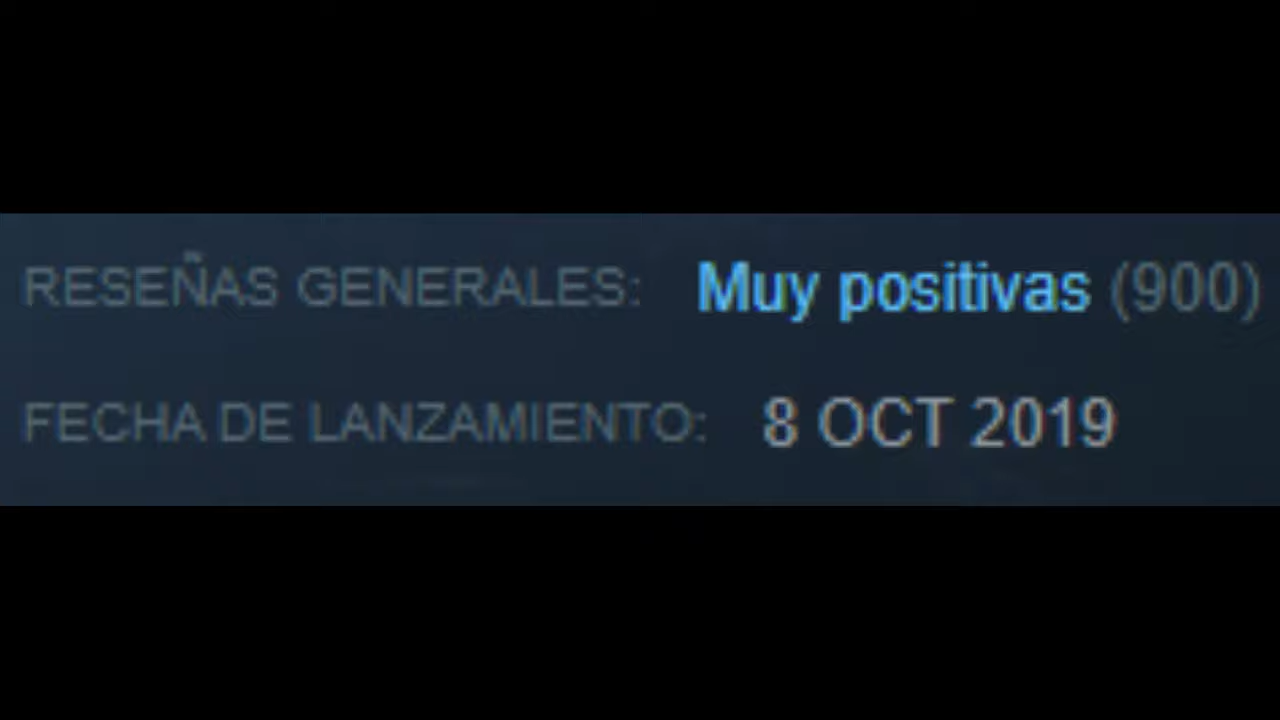 RESEÑAS GENERALES: Muy positivas (900)
FECHA DE LANZAMIENTO: 8 OCT 2019